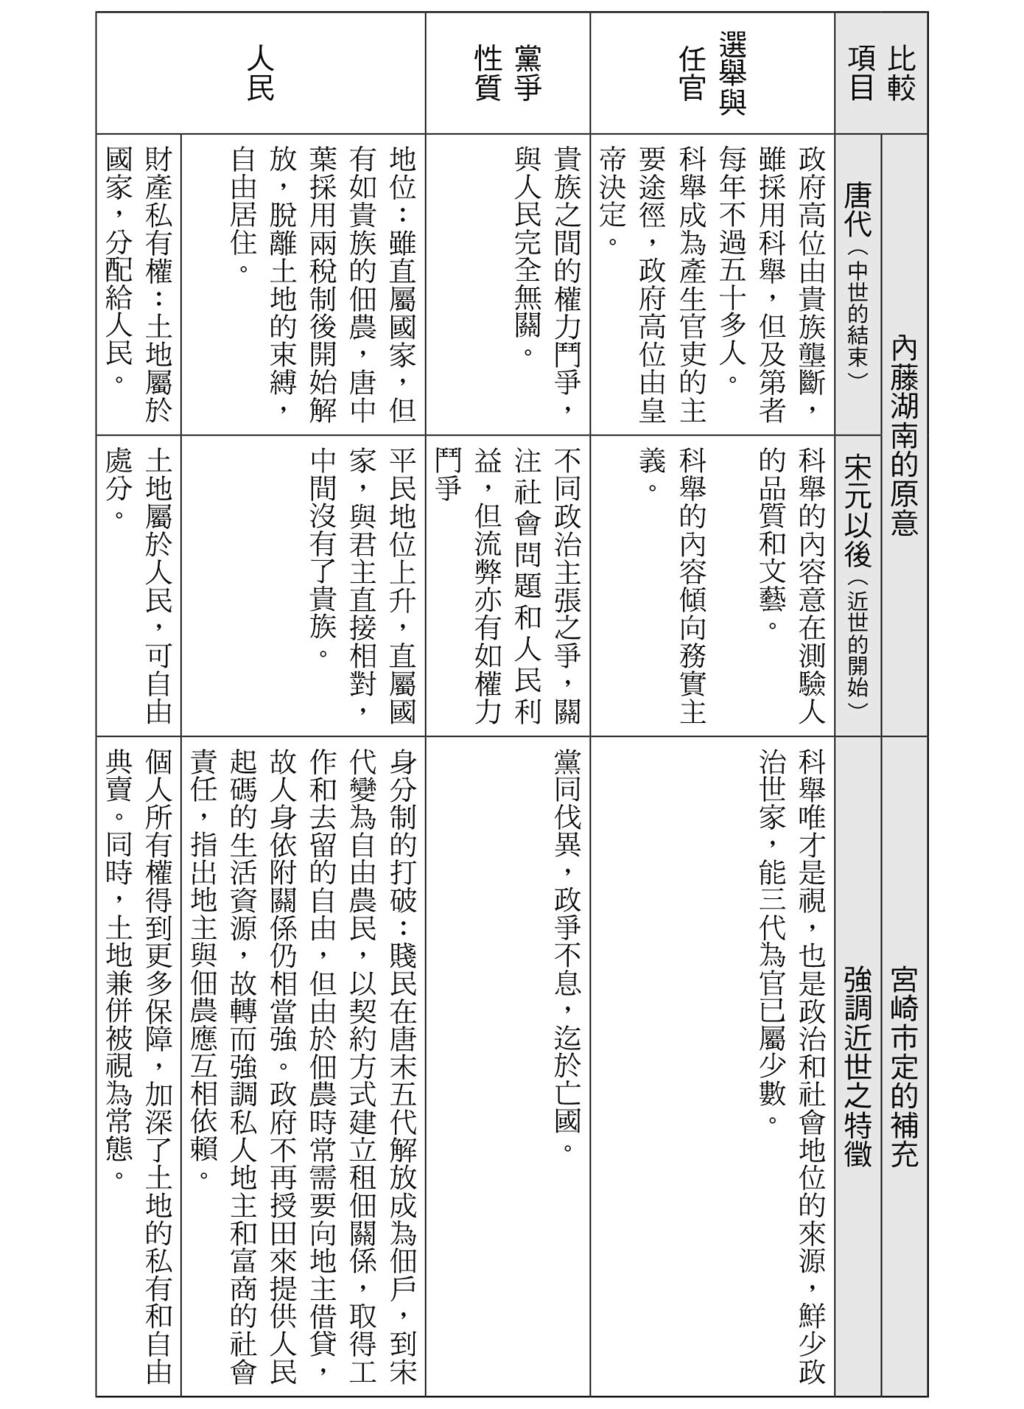 比較
項目
內藤湖南的原意
唐代（中世的結束）
宋元以後（近世的開始）
宮崎市定的補充
強調近世之特徵
選舉與
任官
政府高位由貴族壟斷，
雖採用科舉，但及第者
每年不過五十多人。
科舉成為產生官吏的主
要途徑，政府高位由皇
帝決定。
科舉的內容意在測驗人
的品質和文藝。
科舉的內容傾向務實主
義。
科舉唯才是視，也是政治和社會地位的來源，鮮少政
治世家，能三代為官已屬少數。
黨爭
性質
貴族之間的權力鬥爭，
與人民完全無關。
不同政治主張之爭，關
注社會問題和人民利
益，但流弊亦有如權力
鬥爭
黨同伐異，政爭不息，迄於亡國。
人民
地位：雖直屬國家，但
有如貴族的佃農，唐中
葉採用兩稅制後開始解
放，脫離土地的束縛，
自由居住。
平民地位上升，直屬國
家，與君主直接相對，
中間沒有了貴族。
身分制的打破：賤民在唐末五代解放成為佃戶，到宋
代變為自由農民，以契約方式建立租佃關係，取得工
作和去留的自由，但由於佃農時常需要向地主借貸，
故人身依附關係仍相當強。政府不再授田來提供人民
起碼的生活資源，故轉而強調私人地主和富商的社會
責任，指出地主與佃農應互相依賴。
財產私有權：土地屬於
國家，分配給人民。
土地屬於人民，可自由
處分。
個人所有權得到更多保障，加深了土地的私有和自由
典賣。同時，土地兼併被視為常態。